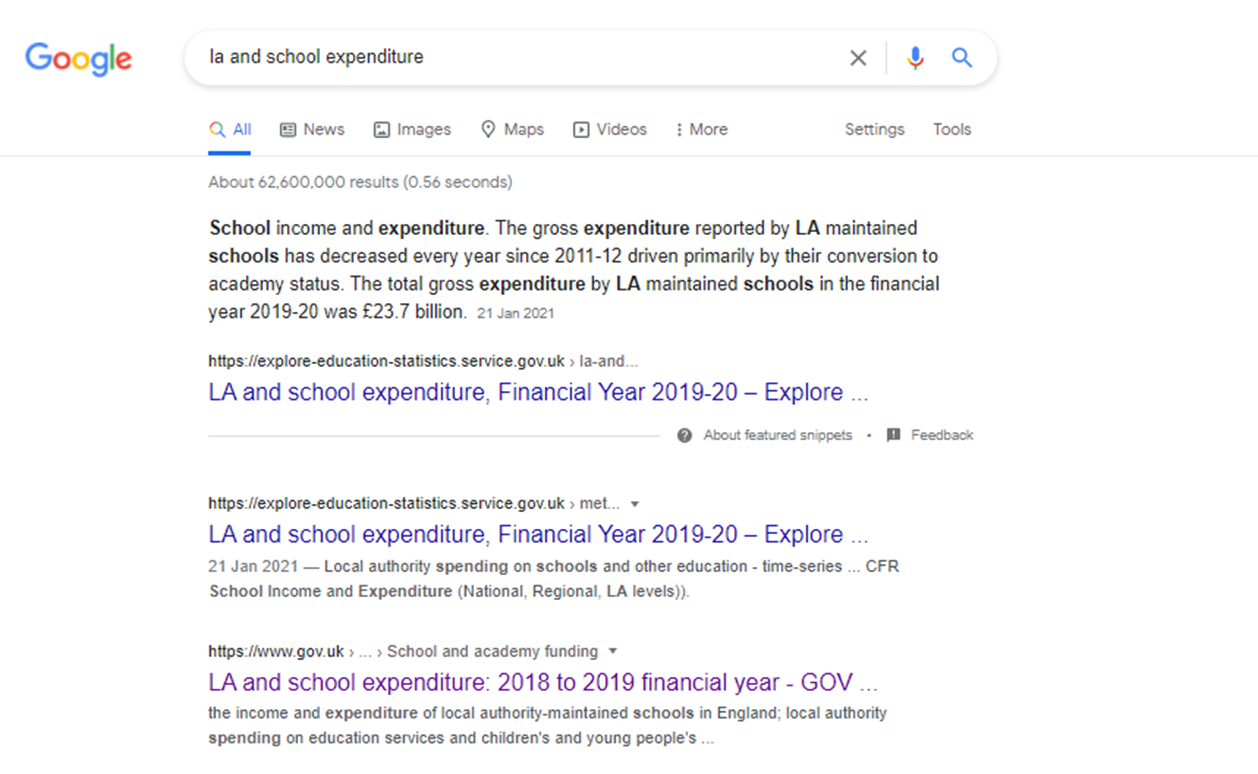 Google
la and school expenditure
All News Images Maps Videos More Settings Tools
About 62,600,000 results (0.56 seconds)
School income and expenditure. The gross expenditure reported by LA maintained
schools has decreased every year since 2011-12 driven primarily by their conversion to
academy status. The total gross expenditure by LA maintained schools in the financial
year 2019-20 was £23.7 billion. 21 Jan 2021
https://explore-education-statistics.service.gov.uk › la-and...
LA and school expenditure, Financial Year 2019-20 – Explore ...
About featured snippets • Feedback
https://explore-education-statistics.service.gov.uk › met...
LA and school expenditure, Financial Year 2019-20 – Explore ...
21 Jan 2021 — Local authority spending on schools and other education - time-series ... CFR
School Income and Expenditure (National, Regional, LA levels)).
https://www.gov.uk › ... › School and academy funding
LA and school expenditure: 2018 to 2019 financial year - GOV ...
the income and expenditure of local authority-maintained schools in England; local authority
spending on education services and children's and young people's ...